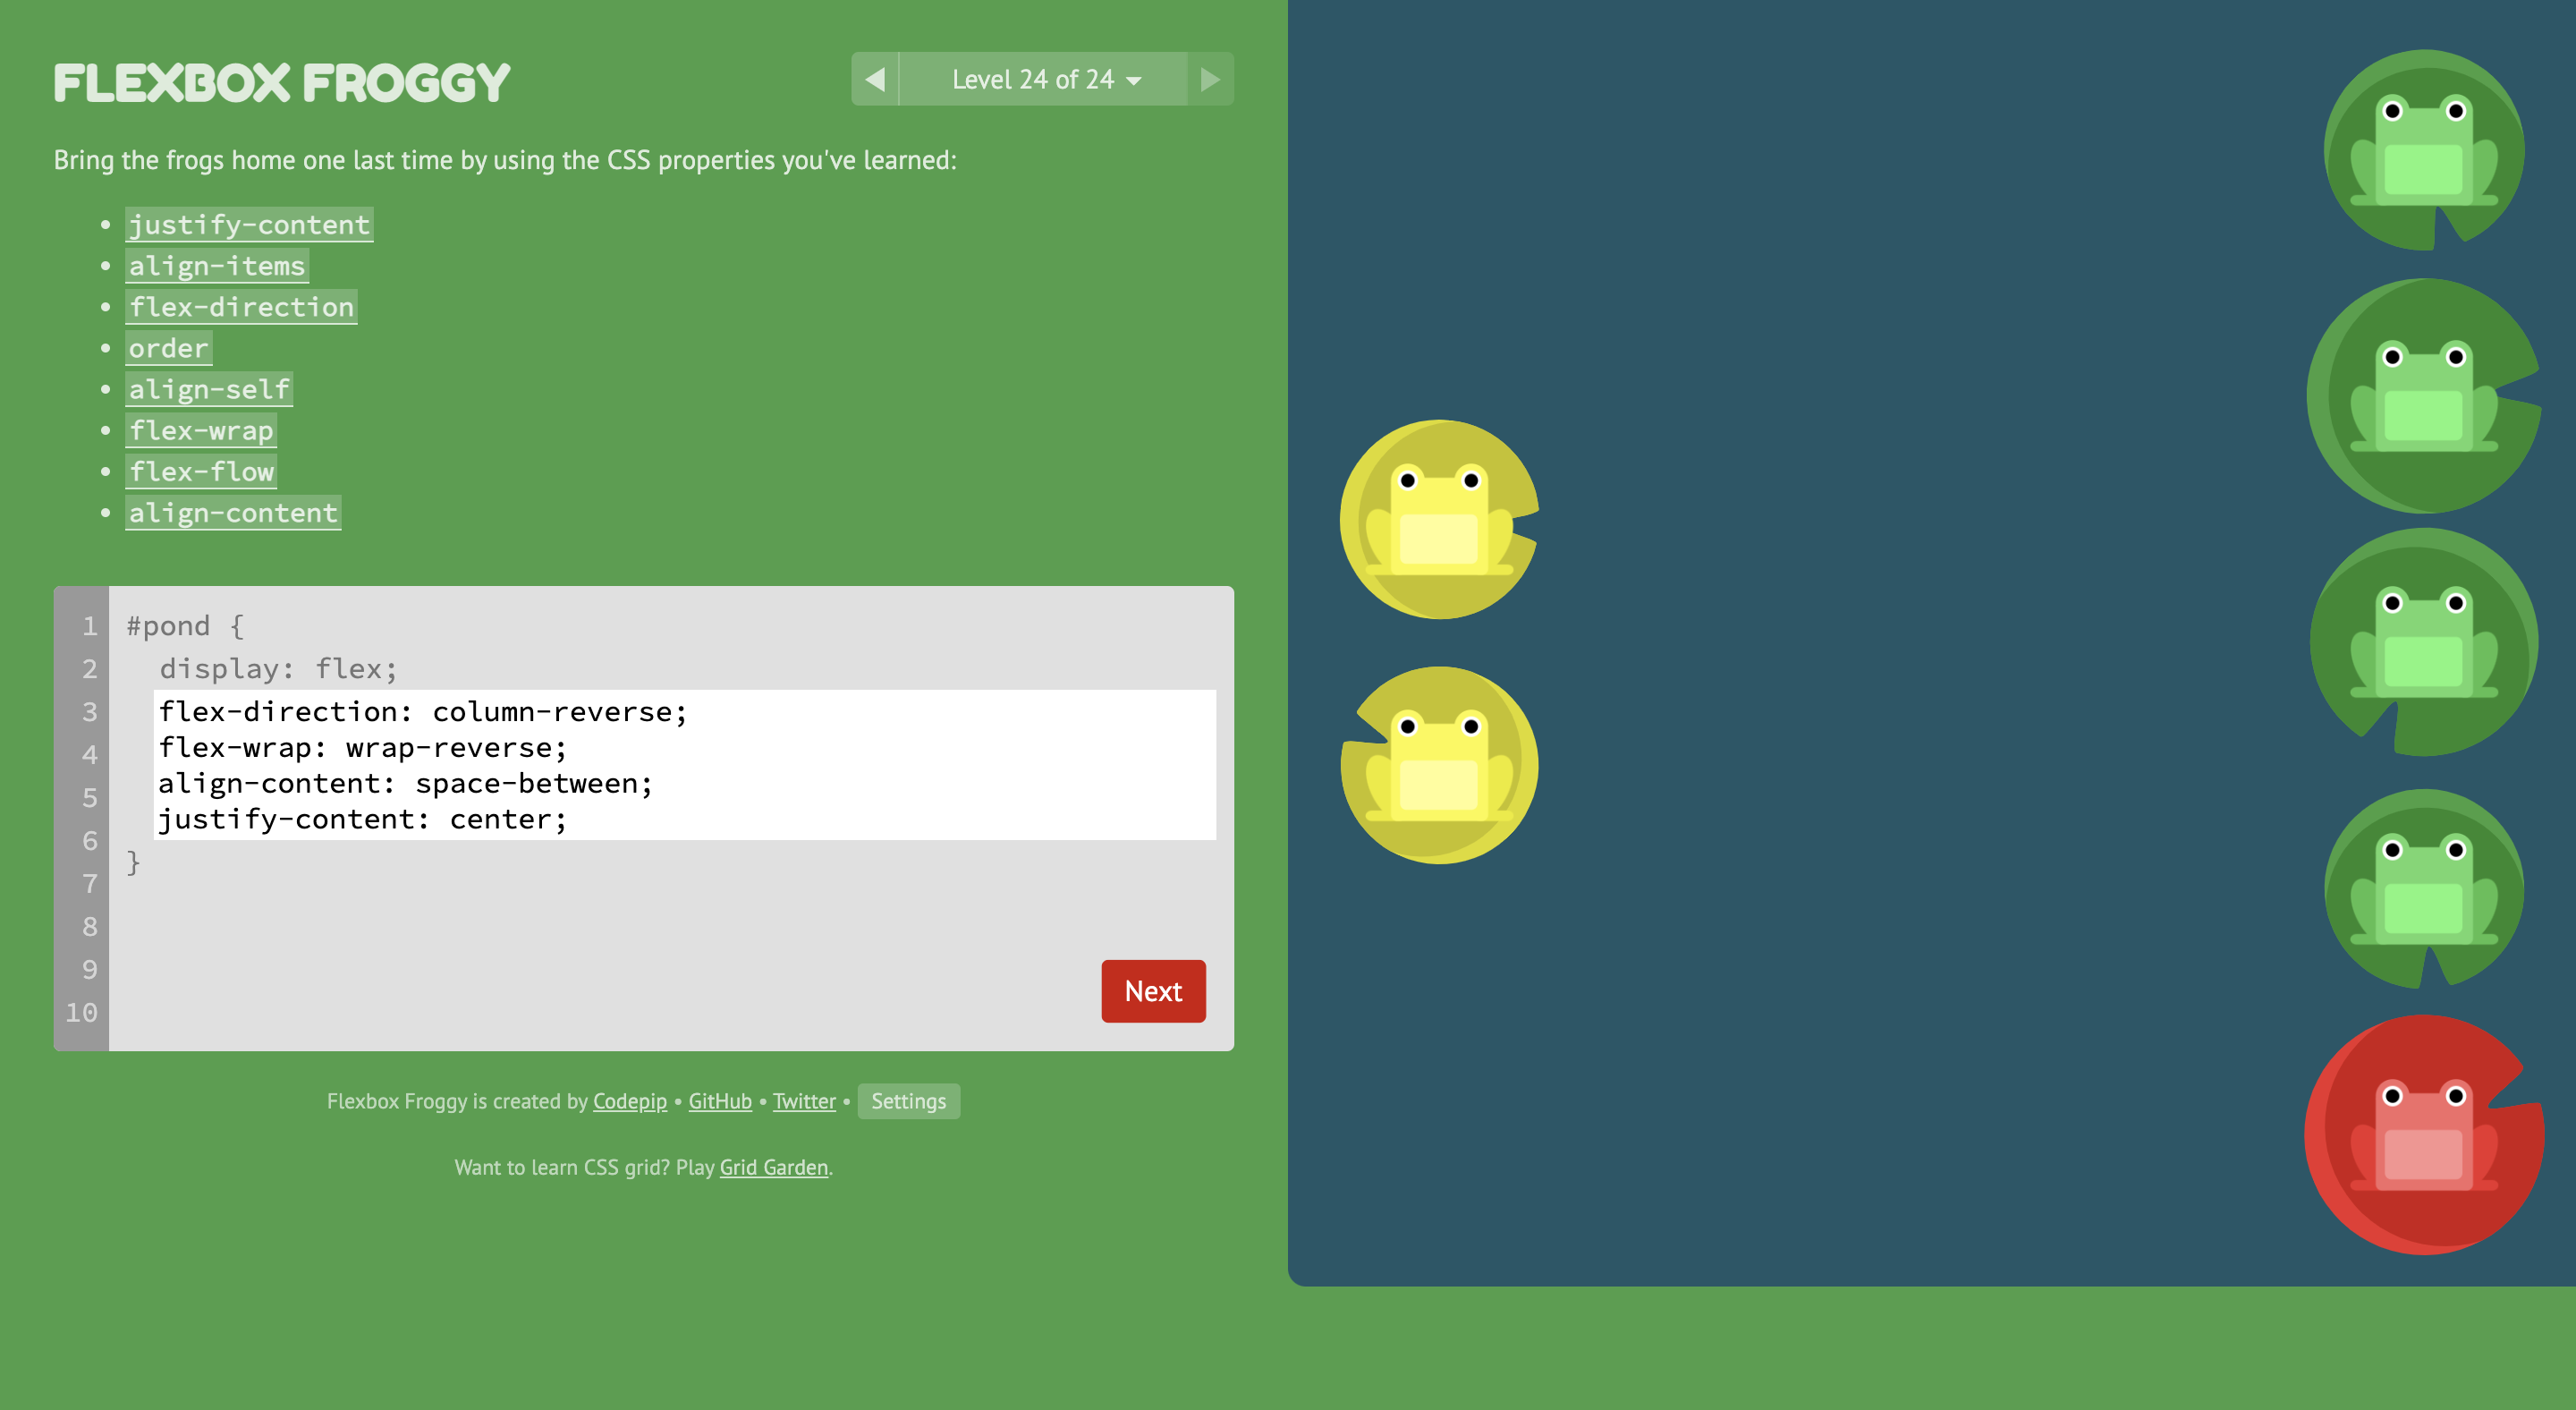 FLEXBOX FROGGY
Level 24 of 24
Bring the frogs home one last time by using the CSS properties you've learned:
justify-content
align-items
flex-direction
order
align-self
flex-wrap
flex-flow
align-content
1 #pond {
2 display: flex;
3 flex-direction: column-reverse;
4 flex-wrap: wrap-reverse;
5 align-content: space-between;
6 justify-content: center;
}
7
8
9
10
Next
Flexbox Froggy is created by Codepip • GitHub • Twitter • Settings
Want to learn CSS grid? Play Grid Garden.